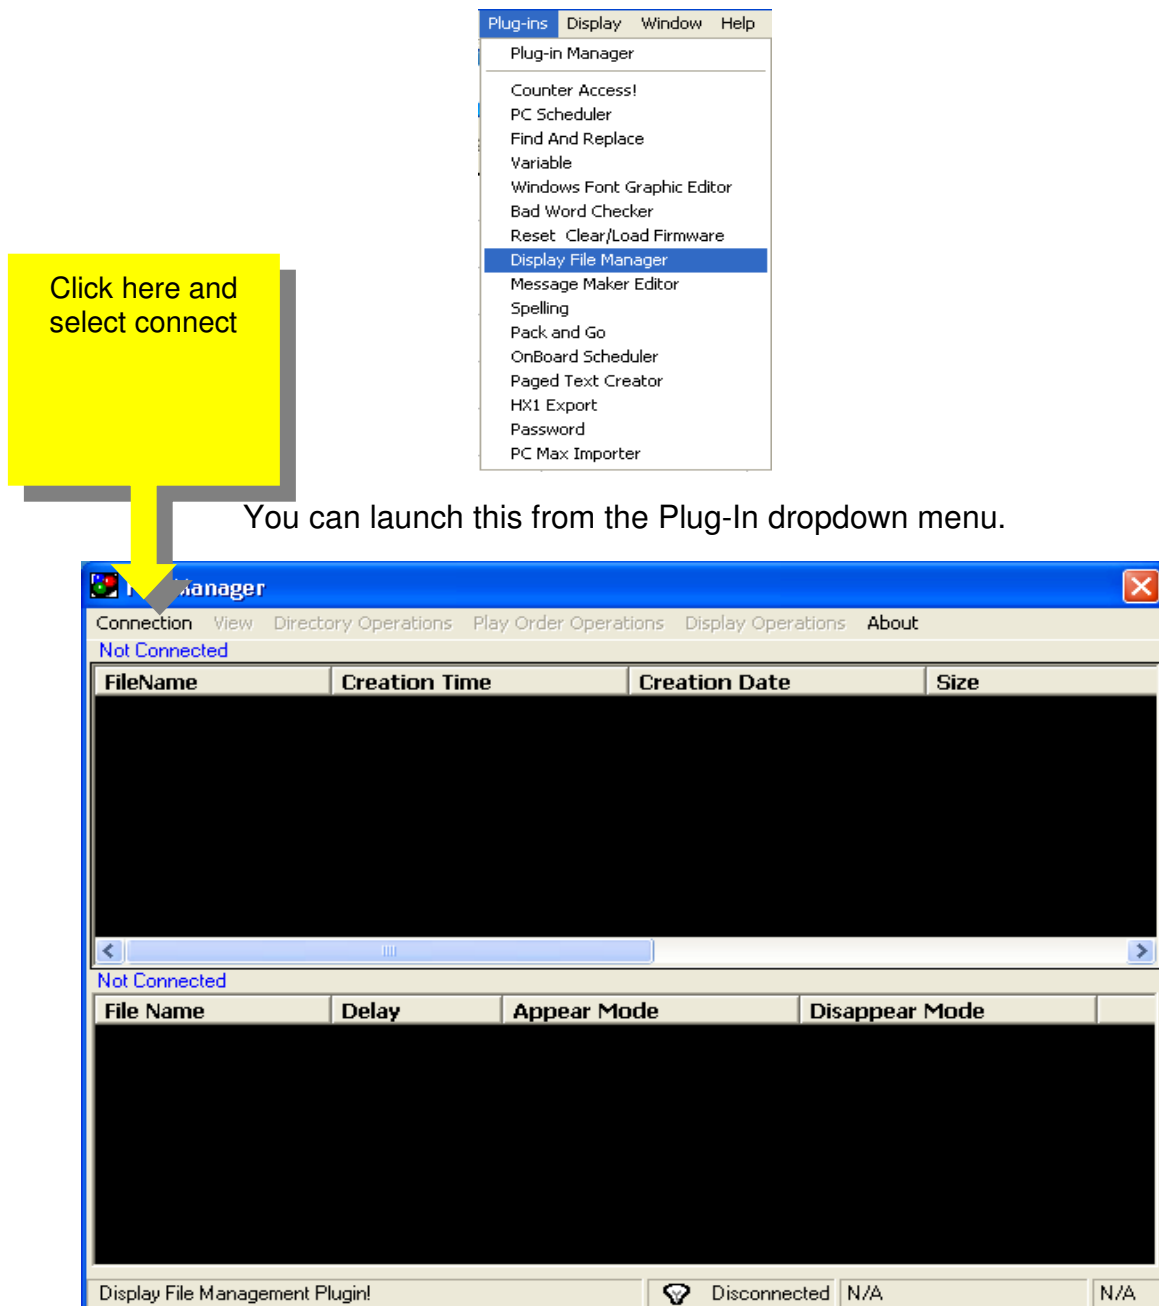 Plug-ins Display Window Help
Plug-in Manager
Counter Access!
PC Scheduler
Find And Replace
Variable
Windows Font Graphic Editor
Bad Word Checker
Reset Clear/Load Firmware
Display File Manager
Message Maker Editor
Spelling
Pack and Go
OnBoard Scheduler
Paged Text Creator
HX1 Export
Password
PC Max Importer
Click here and
select connect
You can launch this from the Plug-In dropdown menu.
Manager
Connection View Directory Operations Play Order Operations Display Operations About
Not Connected
FileName Creation Time Creation Date Size
Not Connected
File Name Delay Appear Mode Disappear Mode
Display File Management Plugin! Disconnected N/A N/A